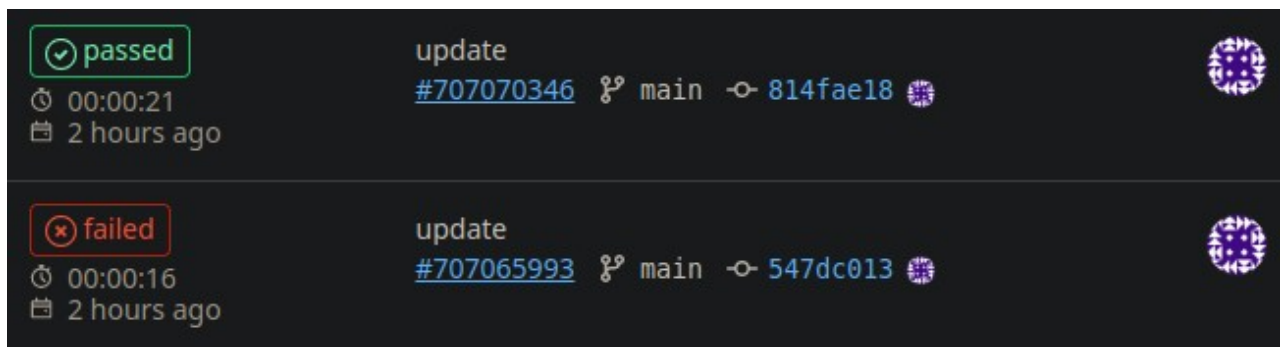 passed
update
#707070346 main 814fae18
00:00:21
2 hours ago
failed
update
#707065993 main 547dc013
00:00:16
2 hours ago